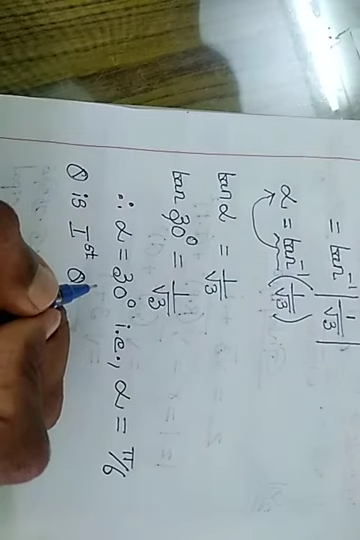 = tan⁻¹ |1/√3|
α = tan⁻¹ (1/√3)
tan α = 1/√3
tan 30° = 1/√3
∴ α = 30° i.e., α = π/6
θ is Iˢᵗ θ